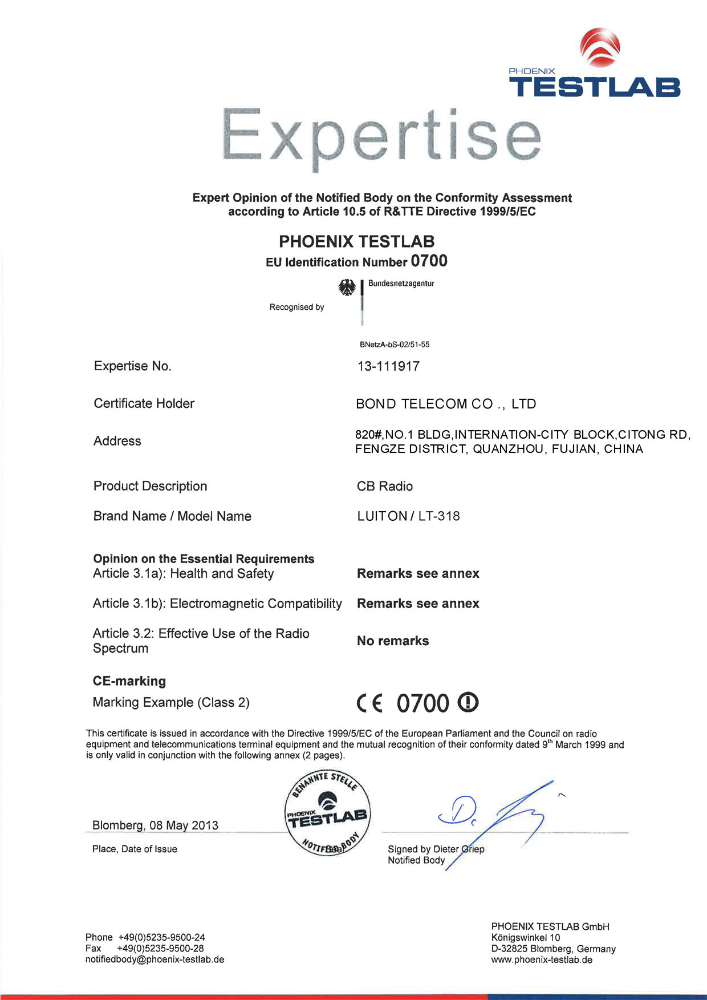 PHOENIX
TESTLAB
Expertise
Expert Opinion of the Notified Body on the Conformity Assessment
according to Article 10.5 of R&TTE Directive 1999/5/EC
PHOENIX TESTLAB
EU Identification Number 0700
Bundesnetzagentur
Recognised by
BNetzA-bS-02/51-55
Expertise No. 13-111917
Certificate Holder BOND TELECOM CO ., LTD
Address 820#,NO.1 BLDG,INTERNATION-CITY BLOCK,CITONG RD,
FENGZE DISTRICT, QUANZHOU, FUJIAN, CHINA
Product Description CB Radio
Brand Name / Model Name LUITON / LT-318
Opinion on the Essential Requirements
Article 3.1a): Health and Safety Remarks see annex
Article 3.1b): Electromagnetic Compatibility Remarks see annex
Article 3.2: Effective Use of the Radio
Spectrum No remarks
CE-marking
Marking Example (Class 2) CE 0700
This certificate is issued in accordance with the Directive 1999/5/EC of the European Parliament and the Council on radio
equipment and telecommunications terminal equipment and the mutual recognition of their conformity dated 9th March 1999 and
is only valid in conjunction with the following annex (2 pages).
BENANNTE STELLE
PHOENIX
TESTLAB
NOTIFIED BODY
Blomberg, 08 May 2013
Place, Date of Issue
Seal
Signed by Dieter Griep
Notified Body
Phone +49(0)5235-9500-24
Fax +49(0)5235-9500-28
notifiedbody@phoenix-testlab.de
PHOENIX TESTLAB GmbH
Königswinkel 10
D-32825 Blomberg, Germany
www.phoenix-testlab.de